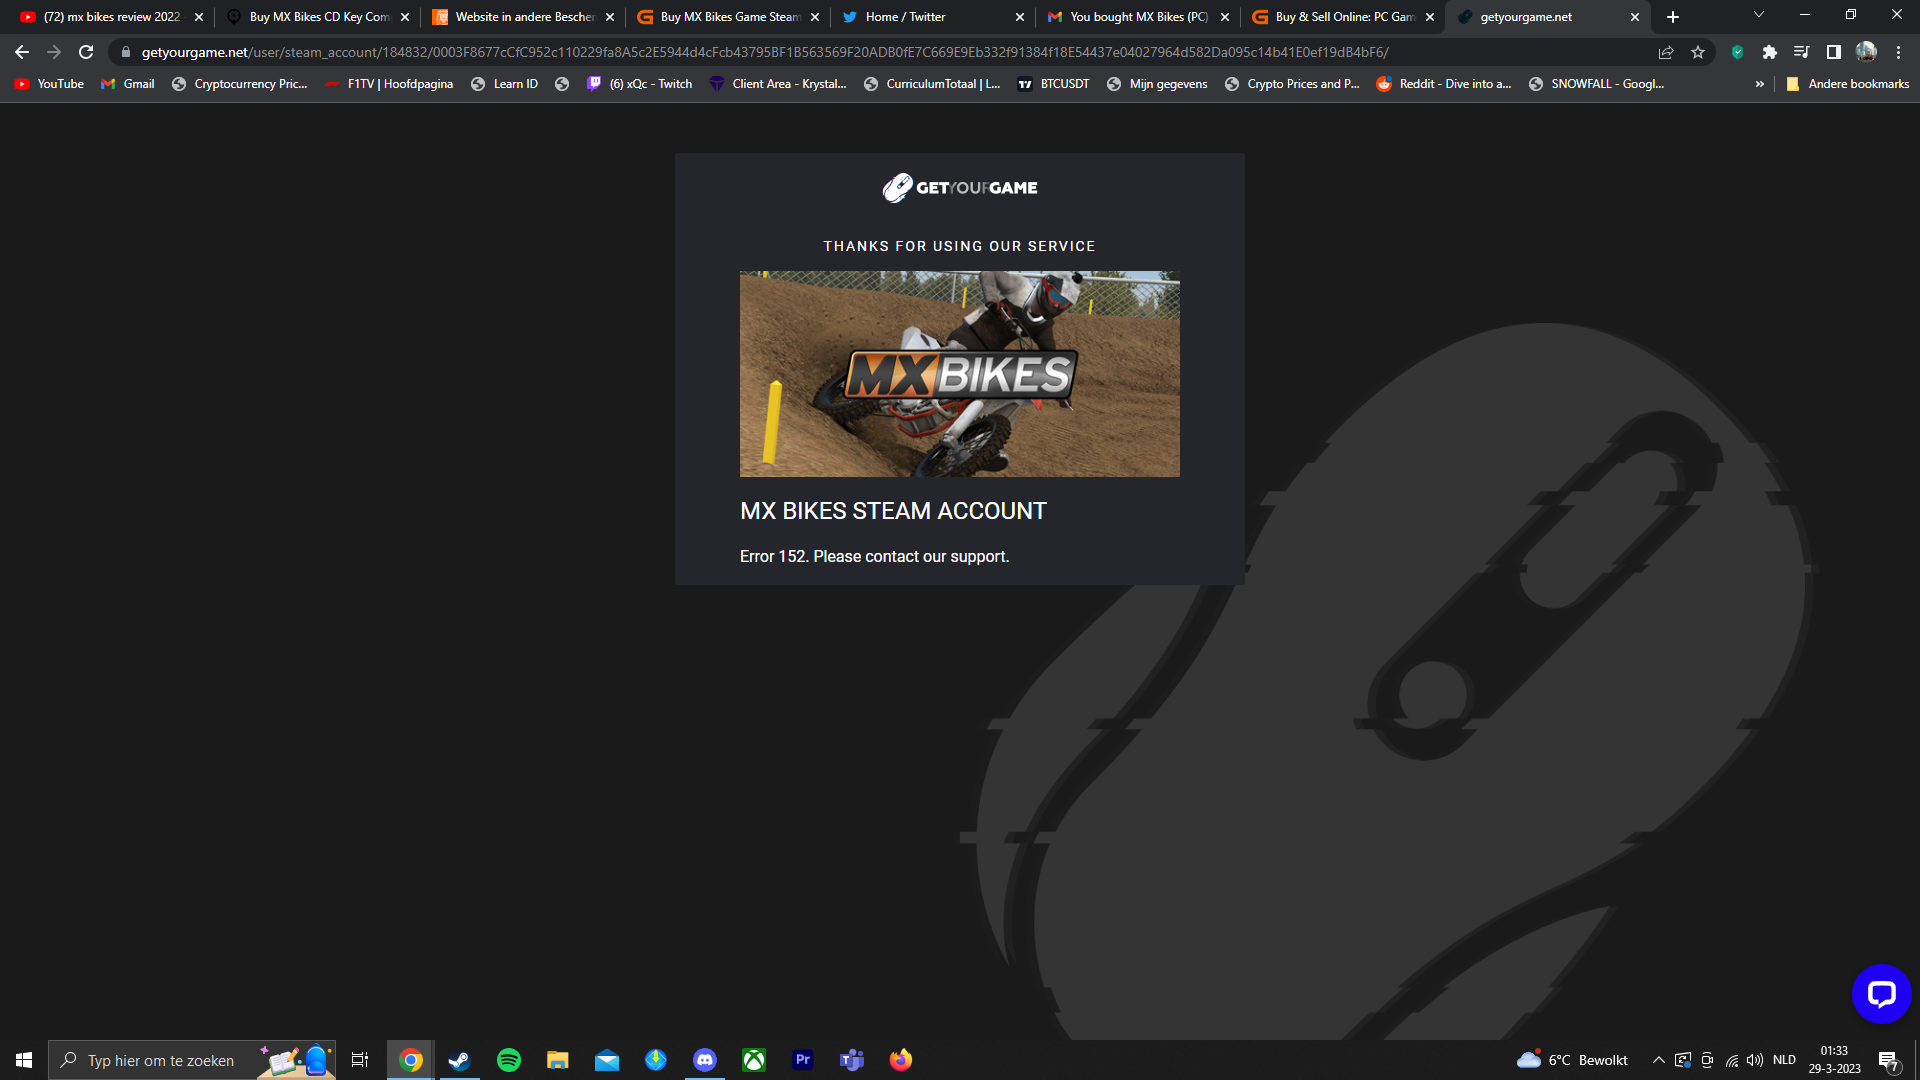 (72) mx bikes review 2022
Buy MX Bikes CD Key Com
Website in andere Bescher
Buy MX Bikes Game Steam
Home / Twitter
You bought MX Bikes (PC)
Buy & Sell Online: PC Gam
getyourgame.net
getyourgame.net/user/steam_account/184832/0003F8677cCfC952c110229fa8A5c2E5944d4cFcb43795BF1B563569F20ADB0fE7C669E9Eb332f91384f18E54437e04027964d582Da095c14b41E0ef19dB4bF6/
YouTube
Gmail
Cryptocurrency Pric...
F1TV | Hoofdpagina
Learn ID
(6) xQc - Twitch
Client Area - Krystal...
CurriculumTotaal | L...
BTCUSDT
Mijn gegevens
Crypto Prices and P...
Reddit - Dive into a...
SNOWFALL - Googl...
»
Andere bookmarks
GETYOURGAME
THANKS FOR USING OUR SERVICE
MXBIKES
MX BIKES STEAM ACCOUNT
Error 152. Please contact our support.
Typ hier om te zoeken
Pr
6°C Bewolkt
NLD
01:33
29-3-2023
7